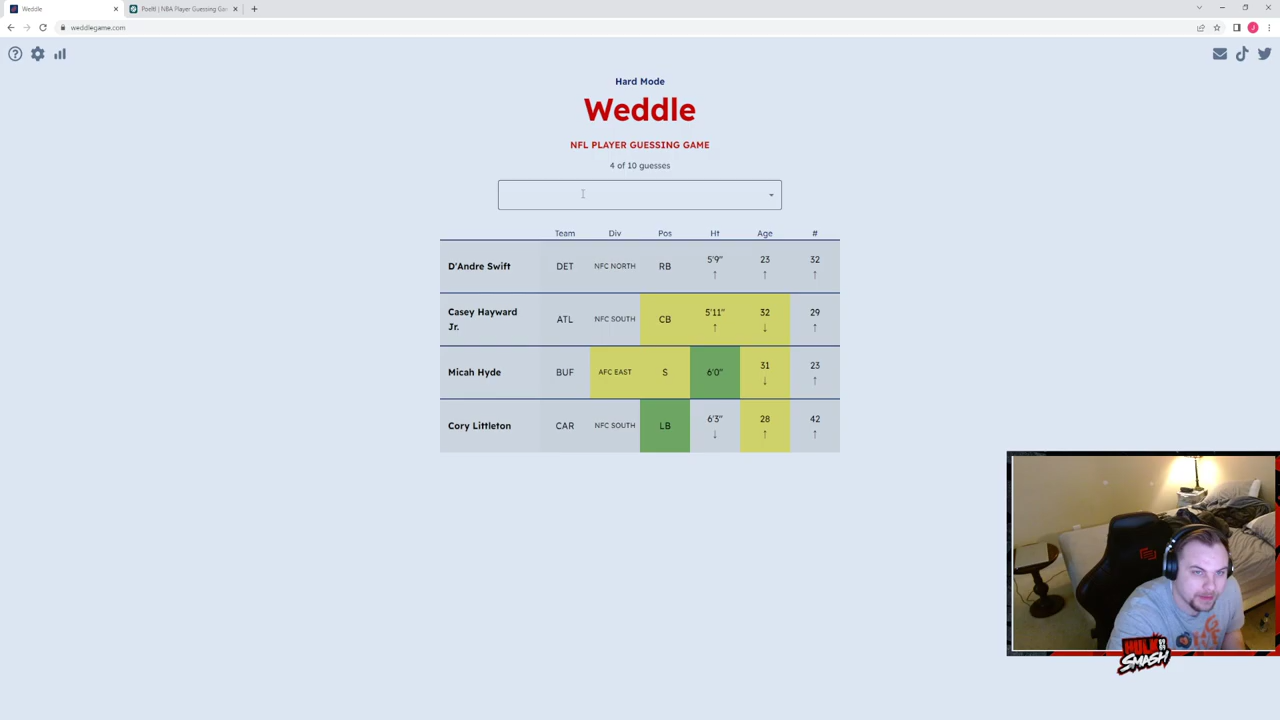 Weddle
Poeltl | NBA Player Guessing Ga
weddlegame.com
J
Hard Mode
Weddle
NFL PLAYER GUESSING GAME
4 of 10 guesses
Team Div Pos Ht Age #
D'Andre Swift DET NFC NORTH RB 5'9" ↑ 23 ↑ 32 ↑
Casey Hayward Jr. ATL NFC SOUTH CB 5'11" ↑ 32 ↓ 29 ↑
Micah Hyde BUF AFC EAST S 6'0" 31 ↓ 23 ↑
Cory Littleton CAR NFC SOUTH LB 6'3" ↓ 28 ↑ 42 ↑
HULK
SMASH